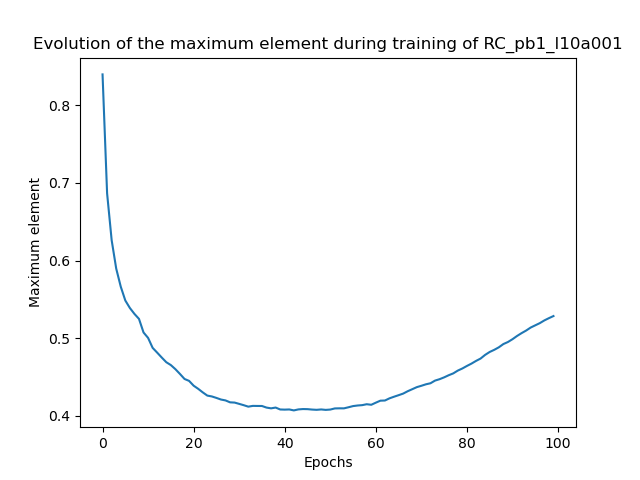 Evolution of the maximum element during training of RC_pb1_l10a001
0.8
0.7
0.6
0.5
0.4
Maximum element
0 20 40 60 80 100
Epochs